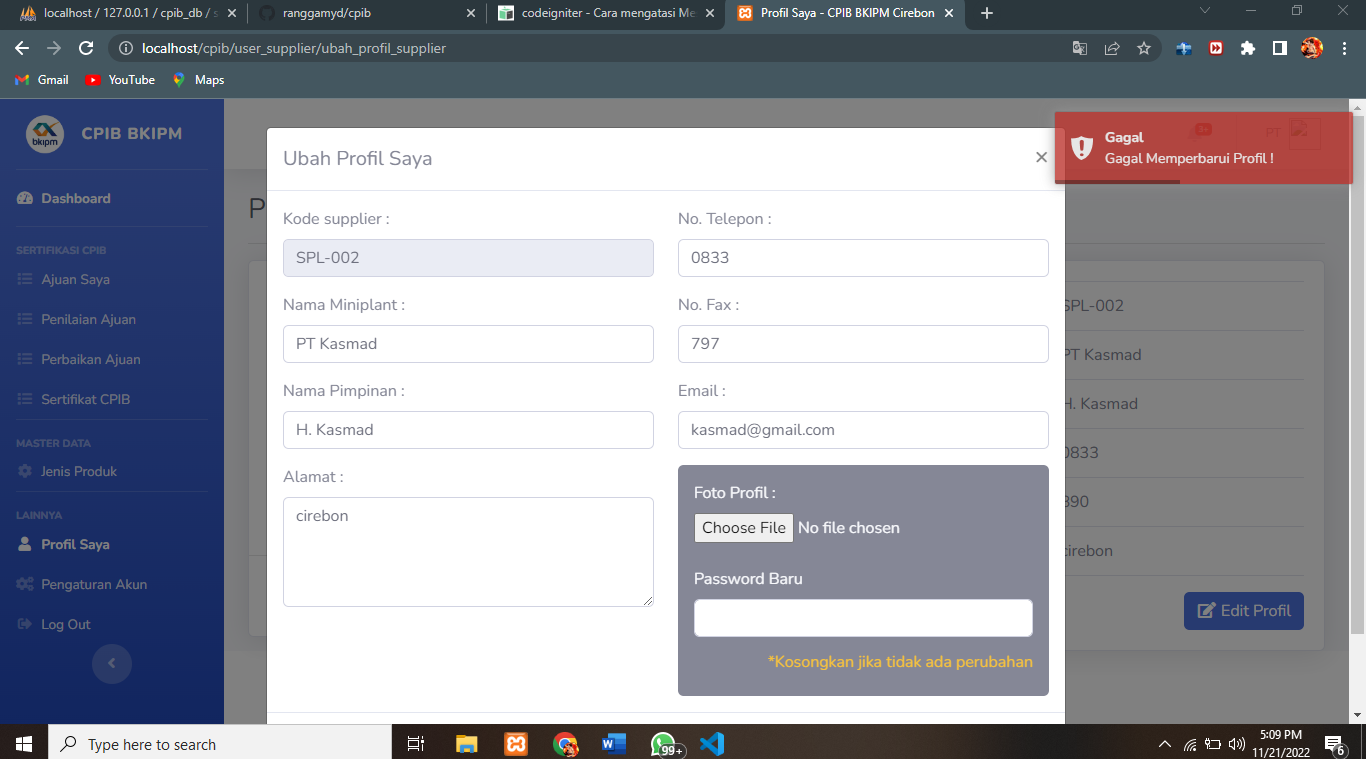 localhost / 127.0.0.1 / cpib_db / s
ranggamyd/cpib
codeigniter - Cara mengatasi Me
Profil Saya - CPIB BKIPM Cirebon
localhost/cpib/user_supplier/ubah_profil_supplier
Gmail
YouTube
Maps
bkipm
CPIB BKIPM
Dashboard
SERTIFIKASI CPIB
Ajuan Saya
Penilaian Ajuan
Perbaikan Ajuan
Sertifikat CPIB
MASTER DATA
Jenis Produk
LAINNYA
Profil Saya
Pengaturan Akun
Log Out
P
Ubah Profil Saya
×
Kode supplier :
SPL-002
Nama Miniplant :
PT Kasmad
Nama Pimpinan :
H. Kasmad
Alamat :
cirebon
No. Telepon :
0833
No. Fax :
797
Email :
kasmad@gmail.com
Foto Profil :
Choose File No file chosen
Password Baru
*Kosongkan jika tidak ada perubahan
Gagal
Gagal Memperbarui Profil !
3+
PT
SPL-002
PT Kasmad
H. Kasmad
0833
890
cirebon
Edit Profil
Type here to search
99+
5:09 PM
11/21/2022
6